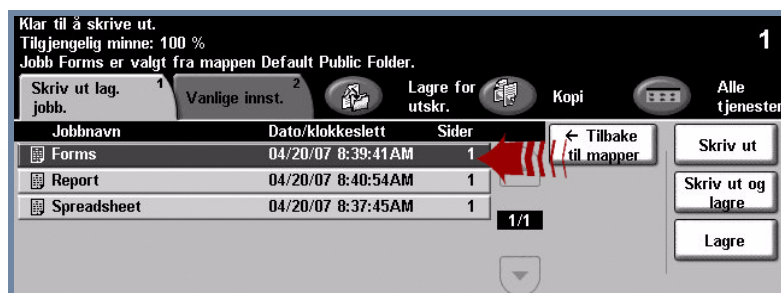 Klar til å skrive ut.
Tilgjengelig minne: 100 %
1
Jobb Forms er valgt fra mappen Default Public Folder.
Skriv ut lag. jobb. 1
Vanlige innst. 2
Lagre for utskr.
Kopi
Alle tjenester
Jobbnavn Dato/klokkeslett Sider
Forms 04/20/07 8:39:41AM 1
Report 04/20/07 8:40:54AM 1
Spreadsheet 04/20/07 8:37:45AM 1
1/1
← Tilbake til mapper
Skriv ut
Skriv ut og lagre
Lagre